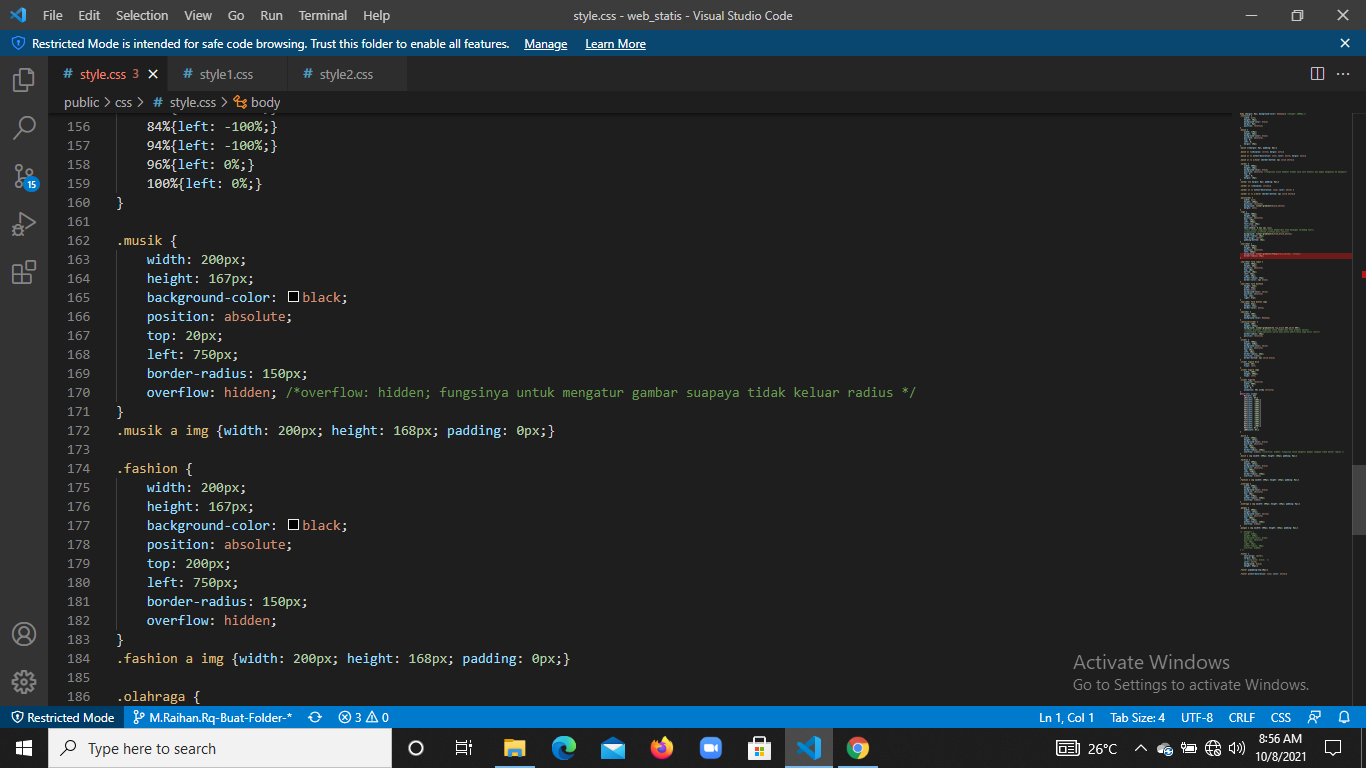 File Edit Selection View Go Run Terminal Help style.css - web_statis - Visual Studio Code
Restricted Mode is intended for safe code browsing. Trust this folder to enable all features. Manage Learn More
# style.css 3 # style1.css # style2.css
public > css > # style.css > body
156 84%{left: -100%;}
157 94%{left: -100%;}
158 96%{left: 0%;}
159 100%{left: 0%;}
160 }
161
162 .musik {
163 width: 200px;
164 height: 167px;
165 background-color: black;
166 position: absolute;
167 top: 20px;
168 left: 750px;
169 border-radius: 150px;
170 overflow: hidden; /*overflow: hidden; fungsinya untuk mengatur gambar suapaya tidak keluar radius */
171 }
172 .musik a img {width: 200px; height: 168px; padding: 0px;}
173
174 .fashion {
175 width: 200px;
176 height: 167px;
177 background-color: black;
178 position: absolute;
179 top: 200px;
180 left: 750px;
181 border-radius: 150px;
182 overflow: hidden;
183 }
184 .fashion a img {width: 200px; height: 168px; padding: 0px;}
185
186 .olahraga {
Activate Windows
Go to Settings to activate Windows.
15
Restricted Mode M.Raihan.Rq-Buat-Folder-* 3 0 Ln 1, Col 1 Tab Size: 4 UTF-8 CRLF CSS
Type here to search 26°C 8:56 AM
10/8/2021